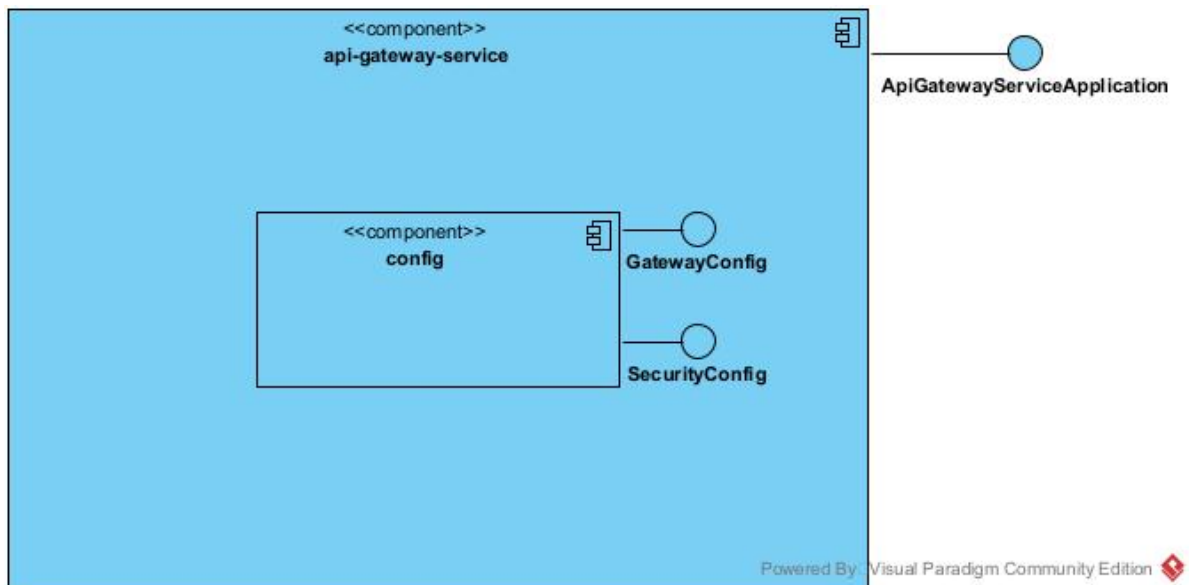 <<component>>
api-gateway-service
ApiGatewayServiceApplication
<<component>>
config
GatewayConfig
SecurityConfig
Powered By: Visual Paradigm Community Edition